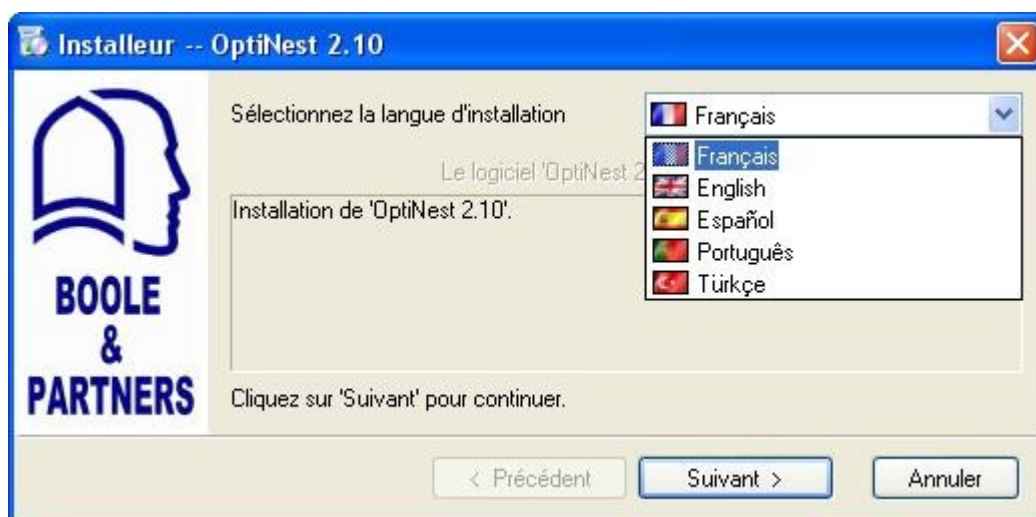 Installeur -- OptiNest 2.10
Sélectionnez la langue d'installation
Français
Français
English
Español
Português
Türkçe
Le logiciel 'OptiNest 2
Installation de 'OptiNest 2.10'.
BOOLE
&
PARTNERS
Cliquez sur 'Suivant' pour continuer.
< Précédent
Suivant >
Annuler